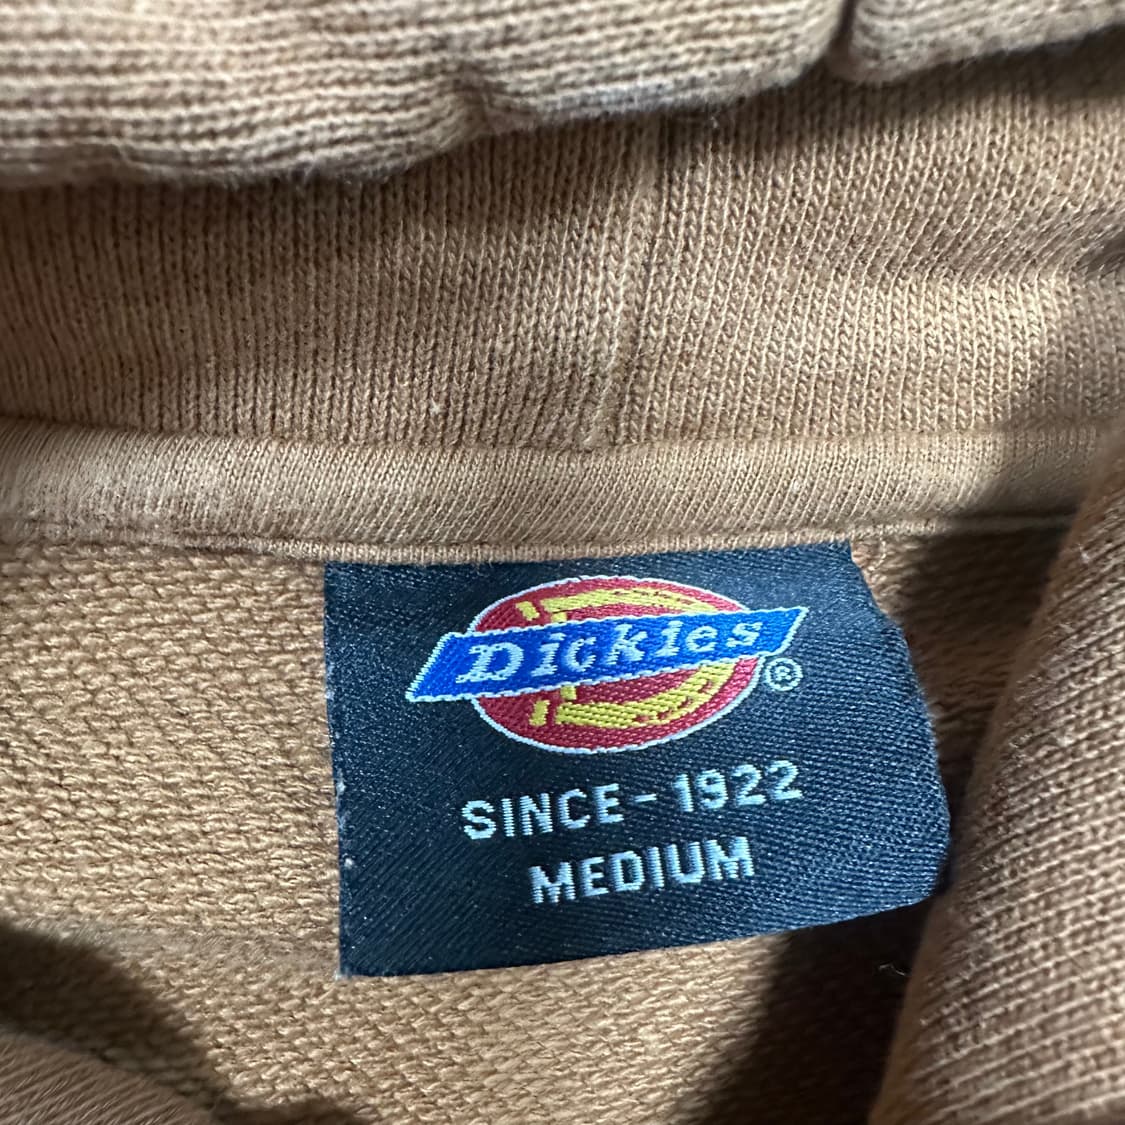 Dickies
®
SINCE - 1922
MEDIUM